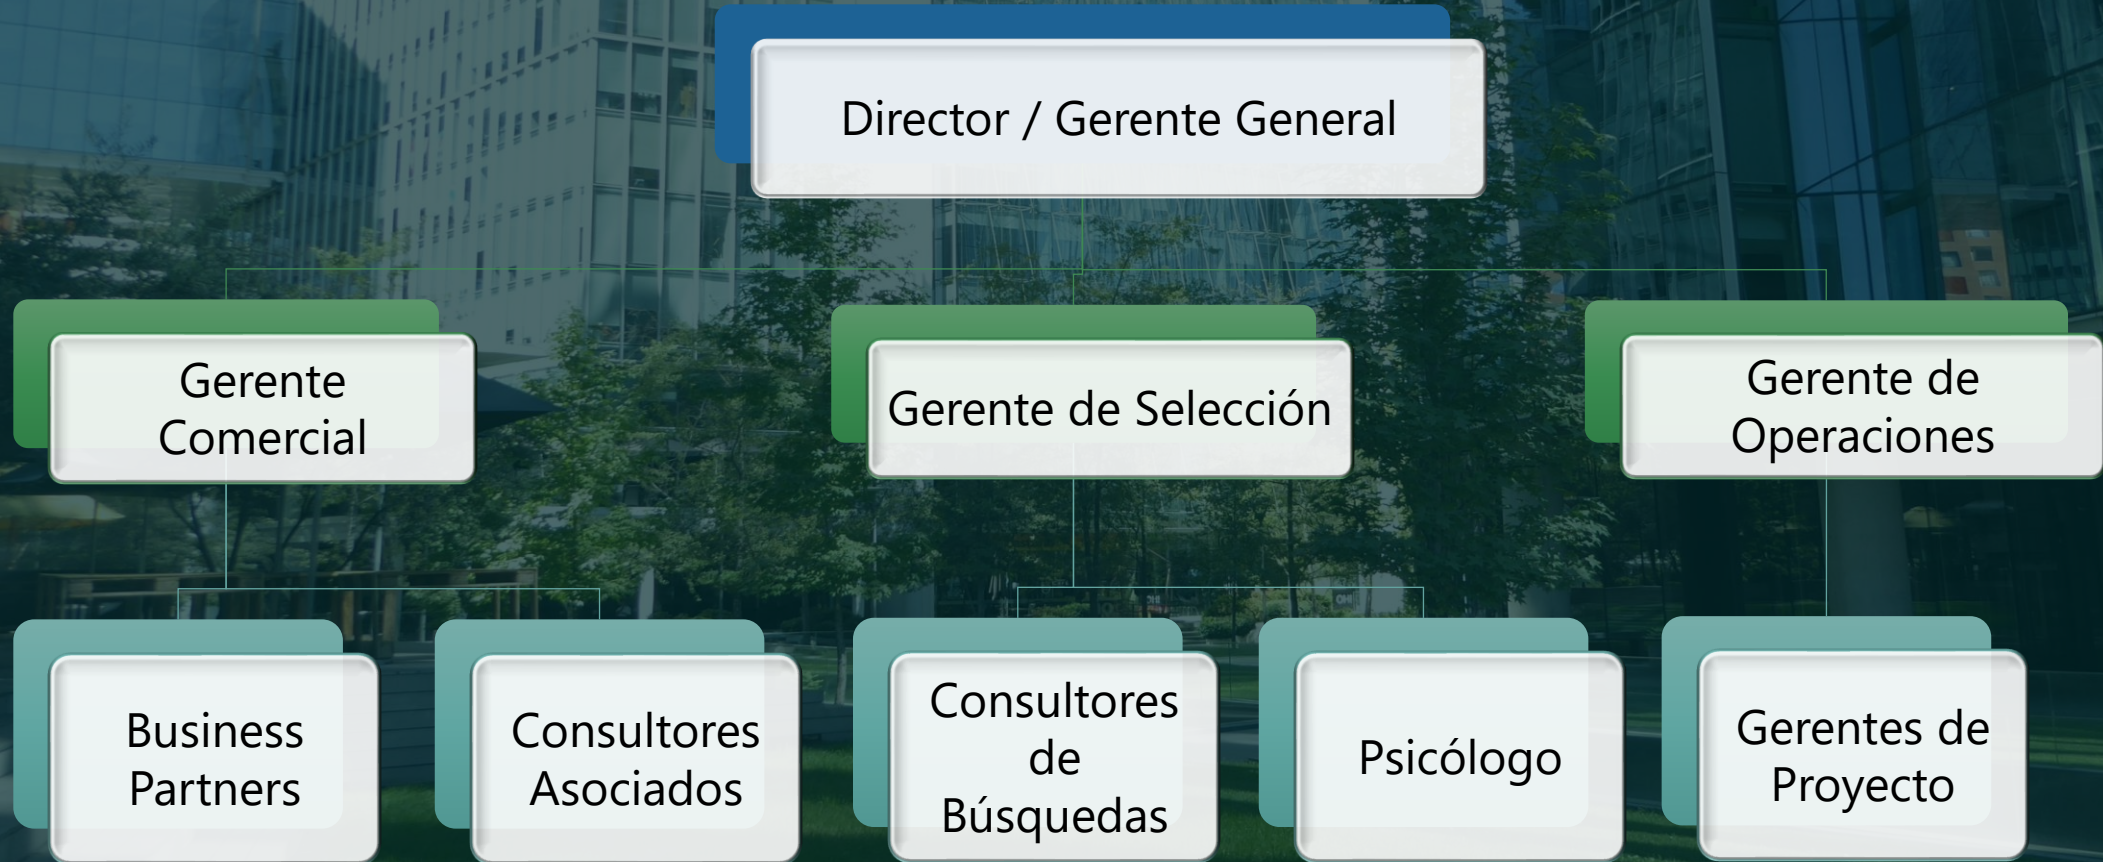 Director / Gerente General
Gerente
Comercial
Gerente de Selección
Gerente de
Operaciones
Business
Partners
Consultores
Asociados
Consultores
de
Búsquedas
Psicólogo
Gerentes de
Proyecto